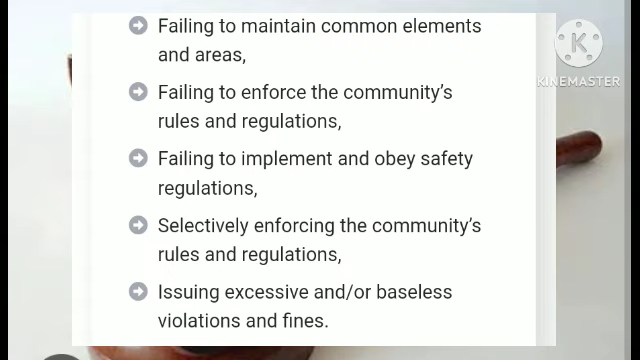 Failing to maintain common elements
and areas,
Failing to enforce the community's
rules and regulations,
Failing to implement and obey safety
regulations,
Selectively enforcing the community's
rules and regulations,
Issuing excessive and/or baseless
violations and fines.
K
KINEMASTER